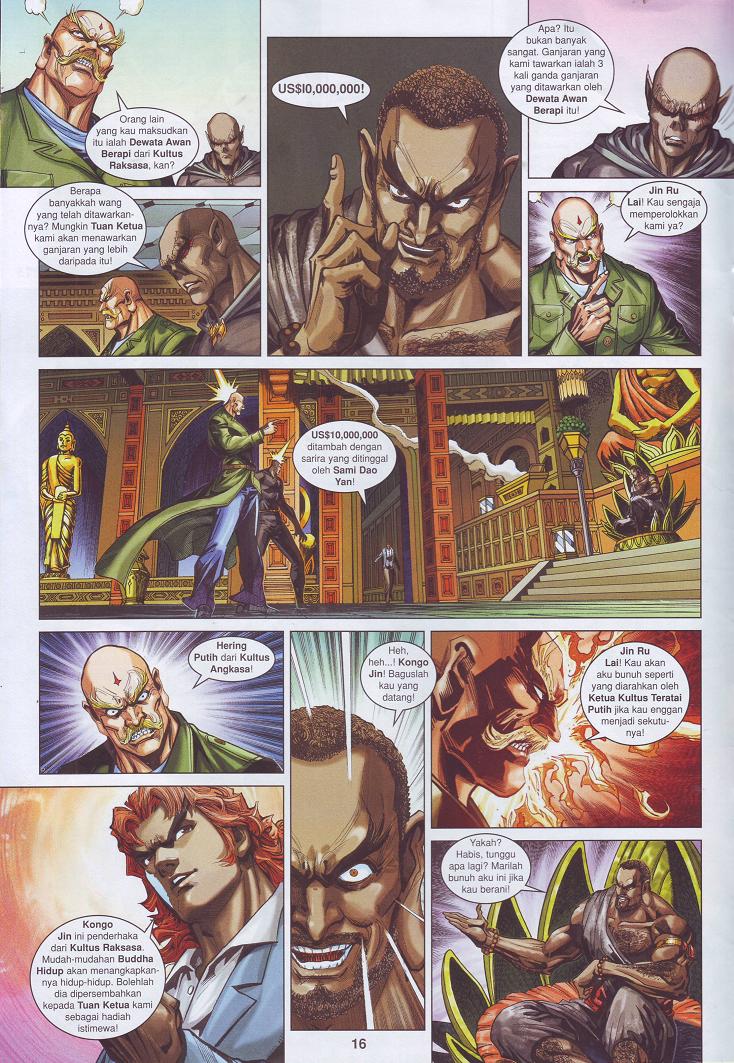 Orang lain
yang kau maksudkan
itu ialah Dewata Awan
Berapi dari Kultus
Raksasa, kan?
Berapa
banyakkah wang
yang telah ditawarkan-
nya? Mungkin Tuan Ketua
kami akan menawarkan
ganjaran yang lebih
daripada itu!
US$10,000,000!
Apa? Itu
bukan banyak
sangat. Ganjaran yang
kami tawarkan ialah 3
kali ganda ganjaran
yang ditawarkan oleh
Dewata Awan
Berapi itu!
Jin Ru
Lai! Kau sengaja
memperolokkan
kami ya?
US$10,000,000
ditambah dengan
sarira yang ditinggal
oleh Sami Dao
Yan!
Hering
Putih dari Kultus
Angkasa!
Heh,
heh...! Kongo
Jin! Baguslah
kau yang
datang!
Jin Ru
Lai! Kau akan
aku bunuh seperti
yang diarahkan oleh
Ketua Kultus Teratai
Putih jika kau enggan
menjadi sekutu-
nya!
Kongo
Jin ini penderhaka
dari Kultus Raksasa.
Mudah-mudahan Buddha
Hidup akan menangkapkan-
nya hidup-hidup. Bolehlah
dia dipersembahkan
kepada Tuan Ketua kami
sebagai hadiah
istimewa!
Yakah?
Habis, tunggu
apa lagi? Marilah
bunuh aku ini jika
kau berani!
16